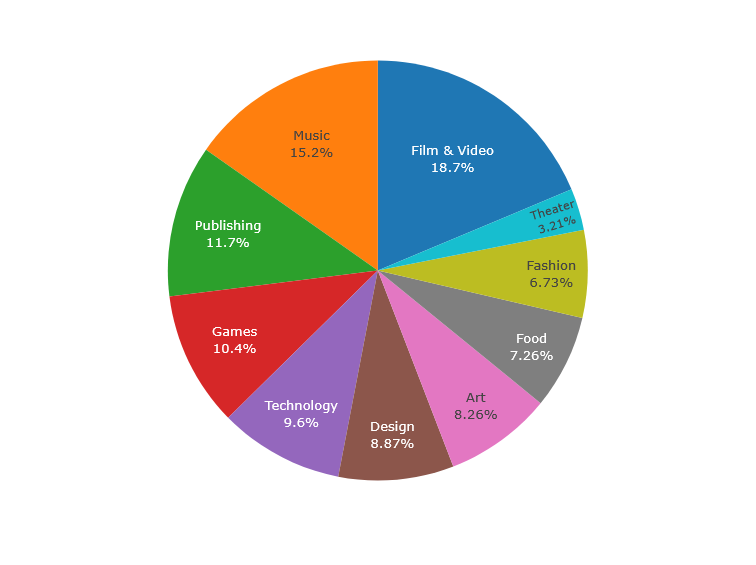 Music
15.2%
Film & Video
18.7%
Theater
3.21%
Publishing
11.7%
Fashion
6.73%
Games
10.4%
Food
7.26%
Technology
9.6%
Art
8.26%
Design
8.87%